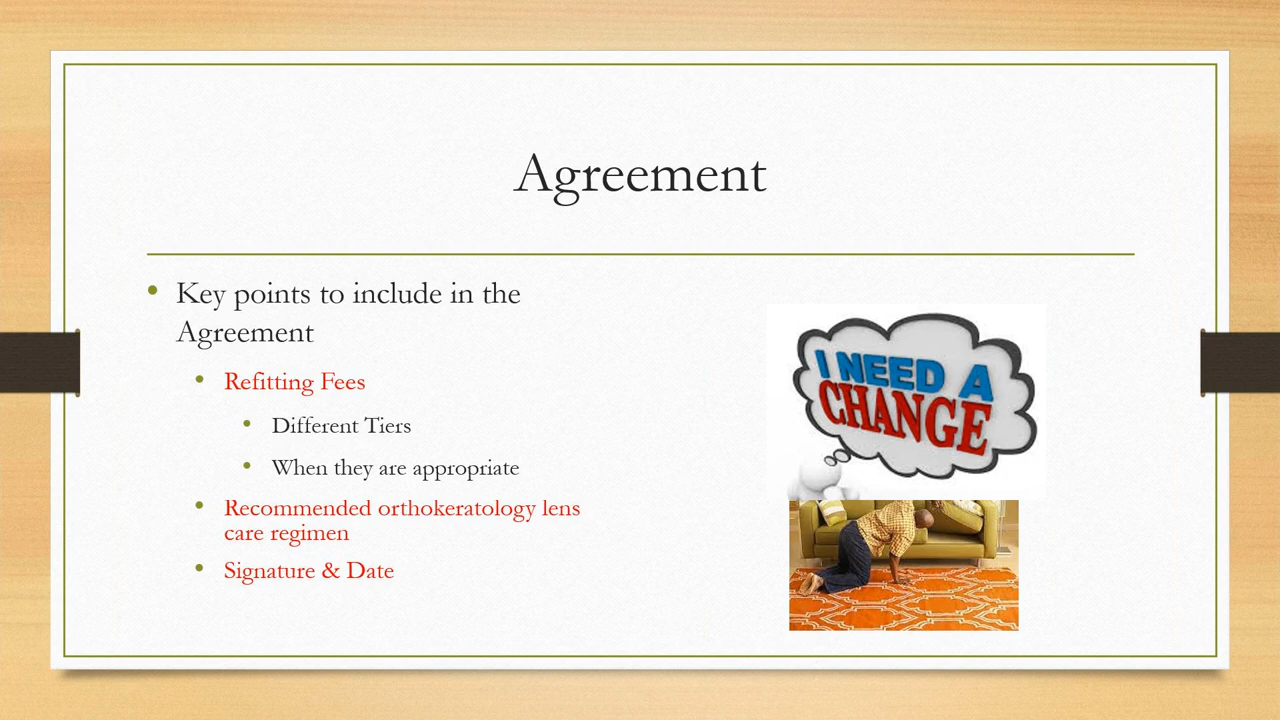 Agreement
• Key points to include in the
Agreement
• Refitting Fees
• Different Tiers
• When they are appropriate
• Recommended orthokeratology lens
care regimen
• Signature & Date
I NEED A
CHANGE